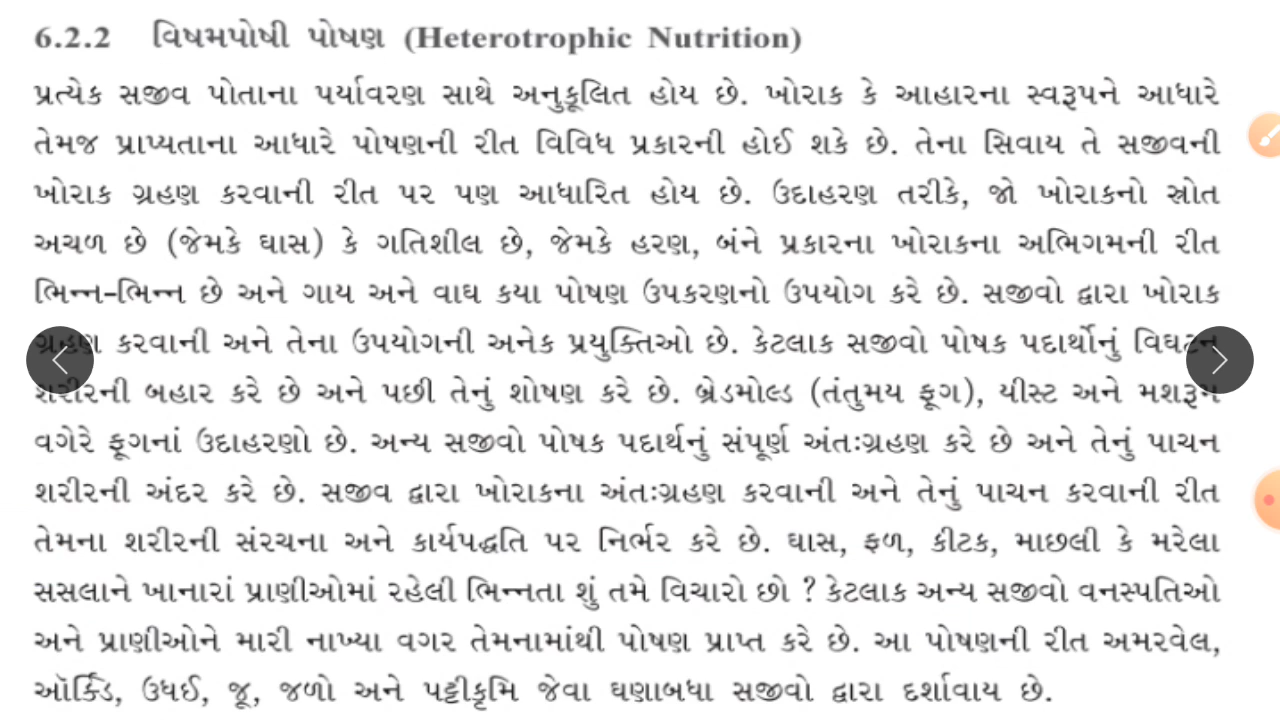 6.2.2 વિષમપોષી પોષણ (Heterotrophic Nutrition)
પ્રત્યેક સજીવ પોતાના પર્યાવરણ સાથે અનુકૂલિત હોય છે. ખોરાક કે આહારના સ્વરૂપને આધારે
તેમજ પ્રાપ્યતાના આધારે પોષણની રીત વિવિધ પ્રકારની હોઈ શકે છે. તેના સિવાય તે સજીવની
ખોરાક ગ્રહણ કરવાની રીત પર પણ આધારિત હોય છે. ઉદાહરણ તરીકે, જો ખોરાકનો સ્રોત
અચળ છે (જેમકે ઘાસ) કે ગતિશીલ છે, જેમકે હરણ, બંને પ્રકારના ખોરાકના અભિગમની રીત
ભિન્ન-ભિન્ન છે અને ગાય અને વાઘ કયા પોષણ ઉપકરણનો ઉપયોગ કરે છે. સજીવો દ્વારા ખોરાક
ગ્રહણ કરવાની અને તેના ઉપયોગની અનેક પ્રયુક્તિઓ છે. કેટલાક સજીવો પોષક પદાર્થોનું વિઘટન
શરીરની બહાર કરે છે અને પછી તેનું શોષણ કરે છે. બ્રેડમોલ્ડ (તંતુમય ફૂગ), યીસ્ટ અને મશરૂમ
વગેરે ફૂગનાં ઉદાહરણો છે. અન્ય સજીવો પોષક પદાર્થનું સંપૂર્ણ અંતઃગ્રહણ કરે છે અને તેનું પાચન
શરીરની અંદર કરે છે. સજીવ દ્વારા ખોરાકના અંતઃગ્રહણ કરવાની અને તેનું પાચન કરવાની રીત
તેમના શરીરની સંરચના અને કાર્યપદ્ધતિ પર નિર્ભર કરે છે. ઘાસ, ફળ, કીટક, માછલી કે મરેલા
સસલાને ખાનારાં પ્રાણીઓમાં રહેલી ભિન્નતા શું તમે વિચારો છો ? કેટલાક અન્ય સજીવો વનસ્પતિઓ
અને પ્રાણીઓને મારી નાખ્યા વગર તેમનામાંથી પોષણ પ્રાપ્ત કરે છે. આ પોષણની રીત અમરવેલ,
ઑર્કિડ, ઉધઈ, જૂ, જળો અને પટ્ટીકૃમિ જેવા ઘણાબધા સજીવો દ્વારા દર્શાવાય છે.